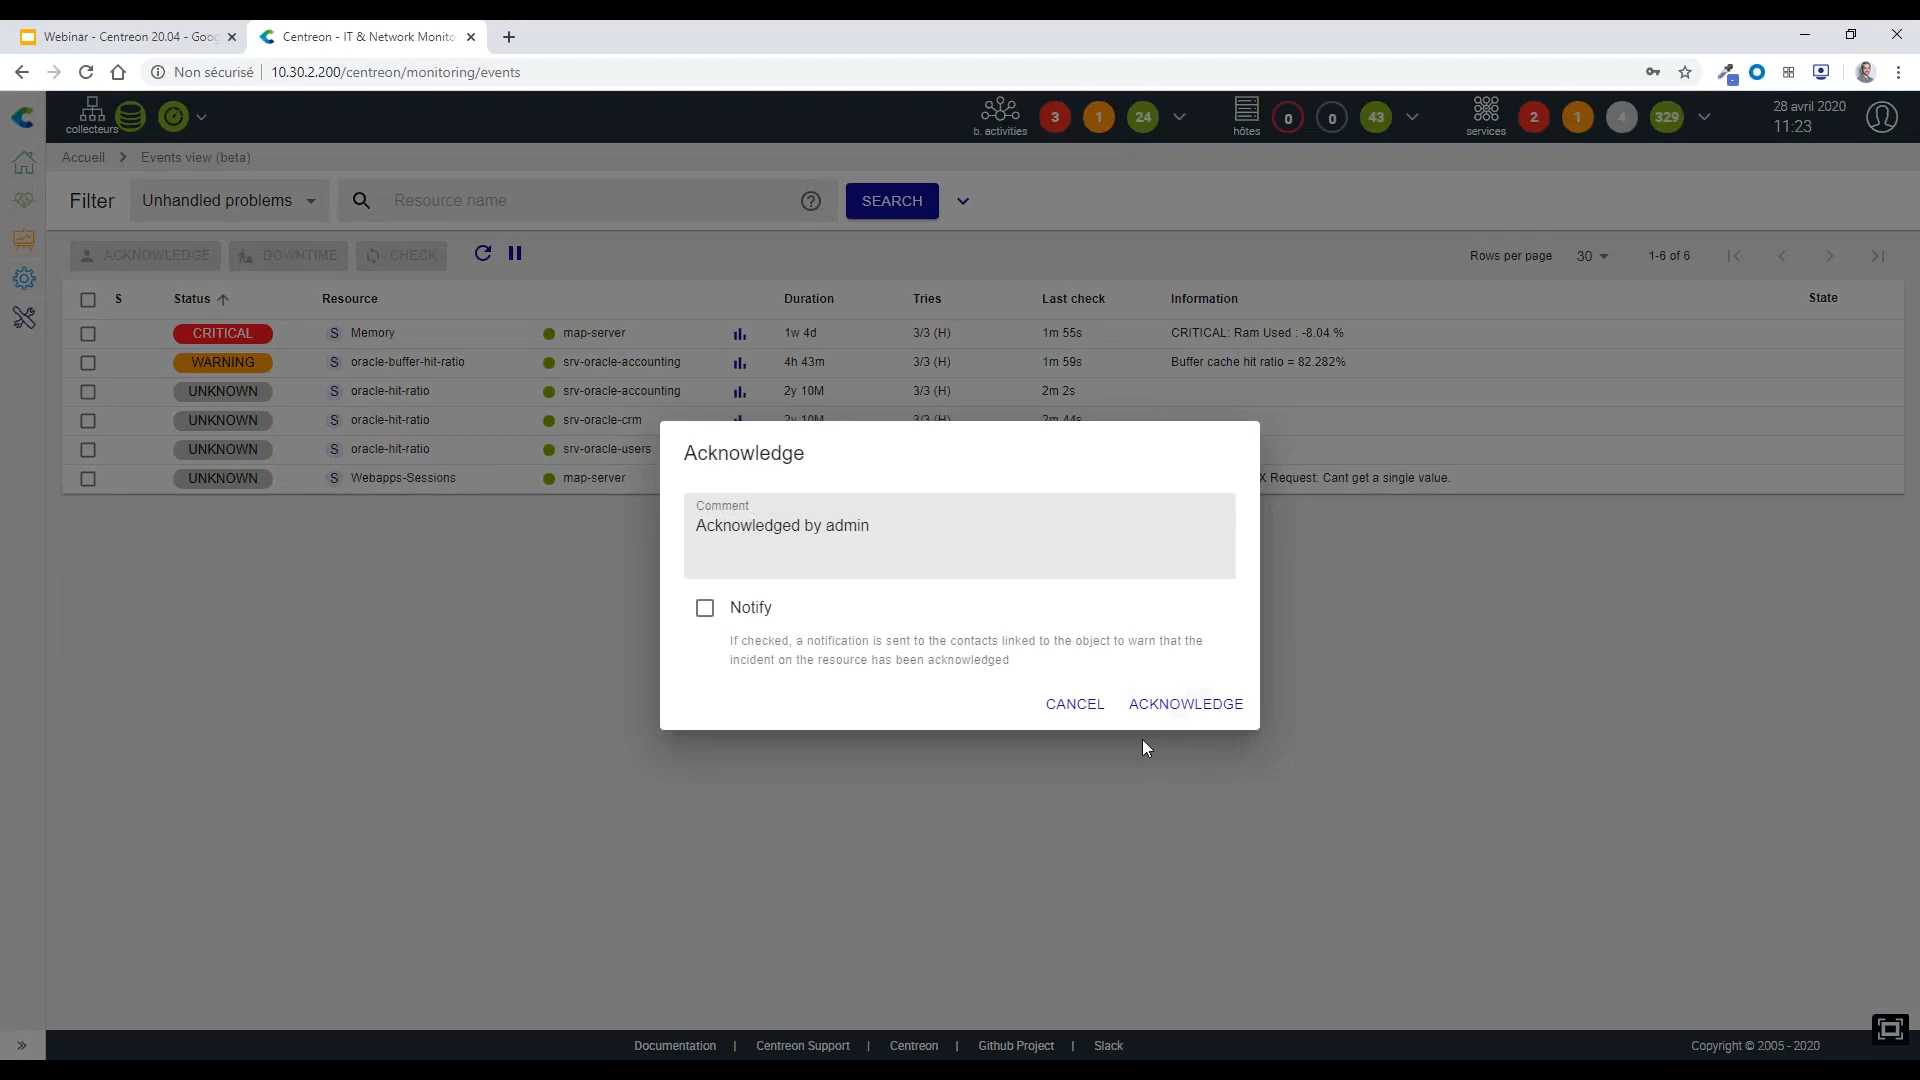 Webinar - Centreon 20.04 - Goog
Centreon - IT & Network Monito
Non sécurisé
10.30.2.200/centreon/monitoring/events
collecteurs
b. activities
3
1
24
hôtes
0
0
43
services
2
1
4
329
28 avril 2020
11:23
Accueil
Events view (beta)
Filter
Unhandled problems
Resource name
SEARCH
ACKNOWLEDGE
DOWNTIME
CHECK
Rows per page
30
1-6 of 6
S Status Resource Duration Tries Last check Information State
CRITICAL S Memory map-server 1w 4d 3/3 (H) 1m 55s CRITICAL: Ram Used : -8.04 %
WARNING S oracle-buffer-hit-ratio srv-oracle-accounting 4h 43m 3/3 (H) 1m 59s Buffer cache hit ratio = 82.282%
UNKNOWN S oracle-hit-ratio srv-oracle-accounting 2y 10M 3/3 (H) 2m 2s
UNKNOWN S oracle-hit-ratio srv-oracle-crm 2y 10M 3/3 (H) 2m 44s
UNKNOWN S oracle-hit-ratio srv-oracle-users
UNKNOWN S Webapps-Sessions map-server X Request: Cant get a single value.
Acknowledge
Comment
Acknowledged by admin
Notify
If checked, a notification is sent to the contacts linked to the object to warn that the
incident on the resource has been acknowledged
CANCEL
ACKNOWLEDGE
Documentation | Centreon Support | Centreon | Github Project | Slack
Copyright © 2005 - 2020